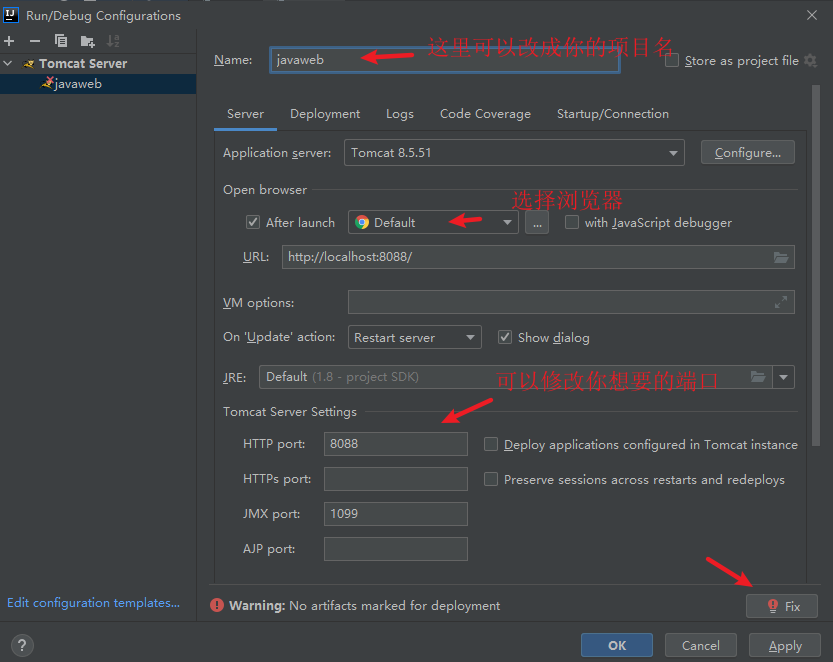 Run/Debug Configurations
Tomcat Server
javaweb
Name: javaweb
这里可以改成你的项目名
Store as project file
Server Deployment Logs Code Coverage Startup/Connection
Application server: Tomcat 8.5.51 Configure...
Open browser
选择浏览器
After launch Default ... with JavaScript debugger
URL: http://localhost:8088/
VM options:
On 'Update' action: Restart server Show dialog
JRE: Default (1.8 - project SDK)
可以修改你想要的端口
Tomcat Server Settings
HTTP port: 8088 Deploy applications configured in Tomcat instance
HTTPs port: Preserve sessions across restarts and redeploys
JMX port: 1099
AJP port:
Edit configuration templates...
Warning: No artifacts marked for deployment Fix
? OK Cancel Apply